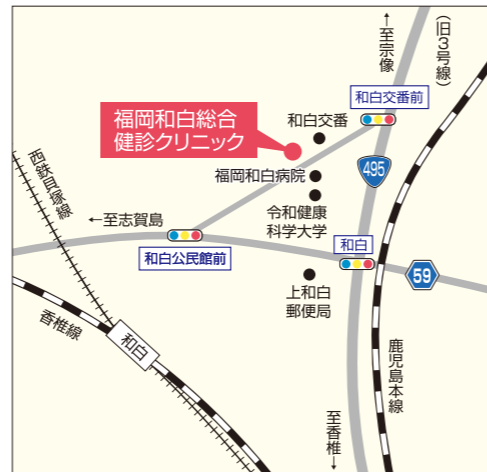 ←至宗像
(旧3号線)
和白交番前
福岡和白総合
健診クリニック
和白交番
495
福岡和白病院
西鉄貝塚線
令和健康
科学大学
←至志賀島
和白公民館前
和白
59
上和白
郵便局
香椎線
和白
鹿児島本線
至香椎→